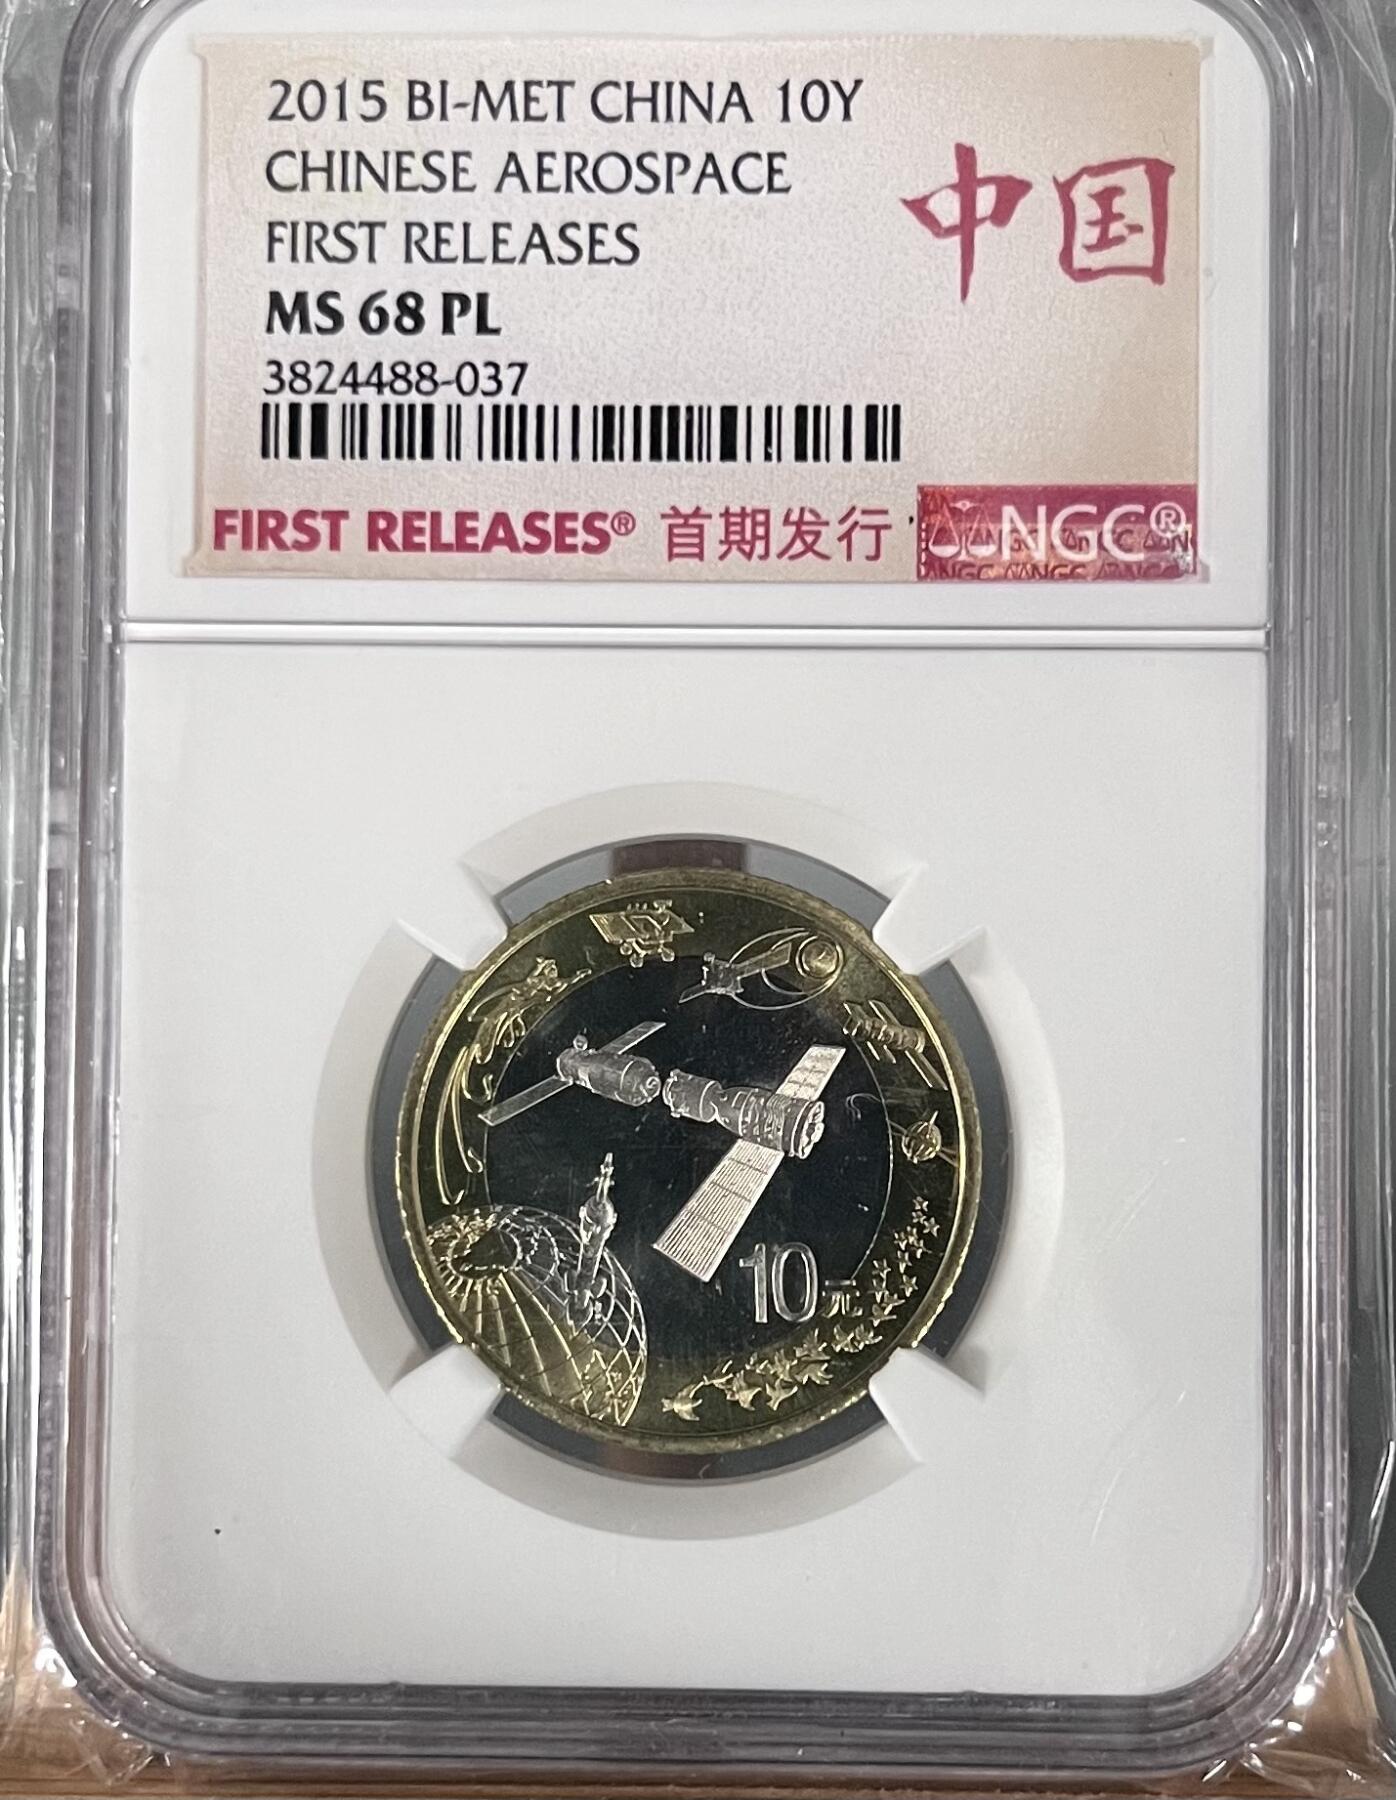 2015 BI-MET CHINA 10Y
CHINESE AEROSPACE
FIRST RELEASES
MS 68 PL
3824488-037
中国
FIRST RELEASES® 首期发行
NGC®
10元